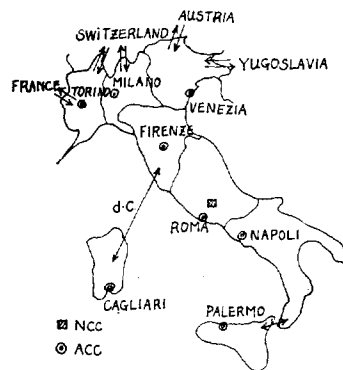 AUSTRIA
SWITZERLAND
YUGOSLAVIA
FRANCE
TORINO
MILANO
VENEZIA
FIRENZE
d.c
ROMA
NAPOLI
CAGLIARI
PALERMO
NCC
ACC